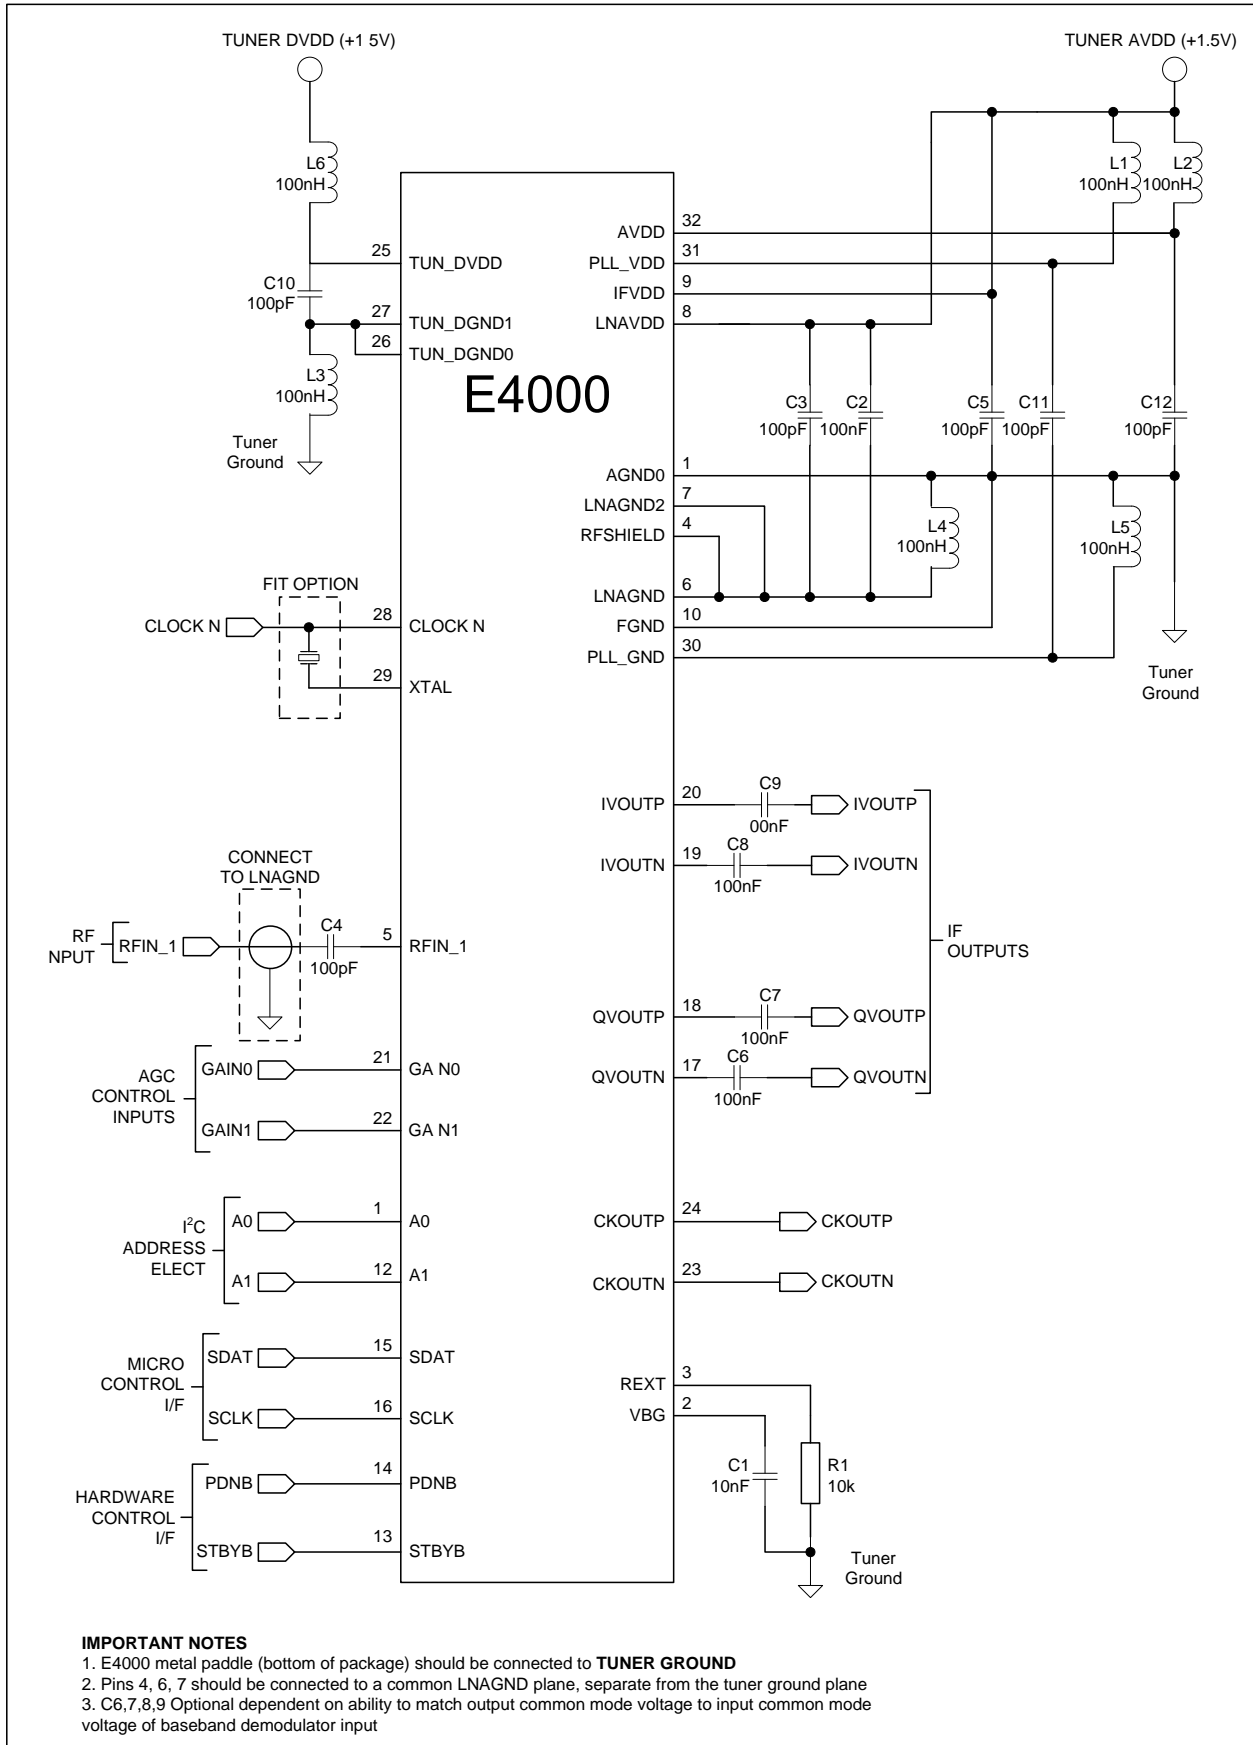 TUNER DVDD (+1 5V)
TUNER AVDD (+1.5V)
L6
100nH
L1
100nH
L2
100nH
25
TUN_DVDD
C10
100pF
27
TUN_DGND1
26
TUN_DGND0
L3
100nH
Tuner
Ground
E4000
AVDD
32
PLL_VDD
31
IFVDD
9
LNAVDD
8
C3
100pF
C2
100nF
C5
100pF
C11
100pF
C12
100pF
AGND0
1
LNAGND2
7
RFSHIELD
4
L4
100nH
L5
100nH
LNAGND
6
FGND
10
PLL_GND
30
Tuner
Ground
FIT OPTION
CLOCK N
28
CLOCK N
29
XTAL
IVOUTP
20
C9
00nF
IVOUTP
IVOUTN
19
C8
100nF
IVOUTN
CONNECT
TO LNAGND
RF
NPUT
RFIN_1
C4
100pF
5
RFIN_1
IF
OUTPUTS
QVOUTP
18
C7
100nF
QVOUTP
QVOUTN
17
C6
100nF
QVOUTN
AGC
CONTROL
INPUTS
GAIN0
21
GA N0
GAIN1
22
GA N1
I²C
ADDRESS
ELECT
A0
1
A0
A1
12
A1
CKOUTP
24
CKOUTP
CKOUTN
23
CKOUTN
MICRO
CONTROL
I/F
SDAT
15
SDAT
SCLK
16
SCLK
REXT
3
VBG
2
C1
10nF
R1
10k
Tuner
Ground
HARDWARE
CONTROL
I/F
PDNB
14
PDNB
STBYB
13
STBYB
IMPORTANT NOTES
1. E4000 metal paddle (bottom of package) should be connected to TUNER GROUND
2. Pins 4, 6, 7 should be connected to a common LNAGND plane, separate from the tuner ground plane
3. C6,7,8,9 Optional dependent on ability to match output common mode voltage to input common mode
voltage of baseband demodulator input